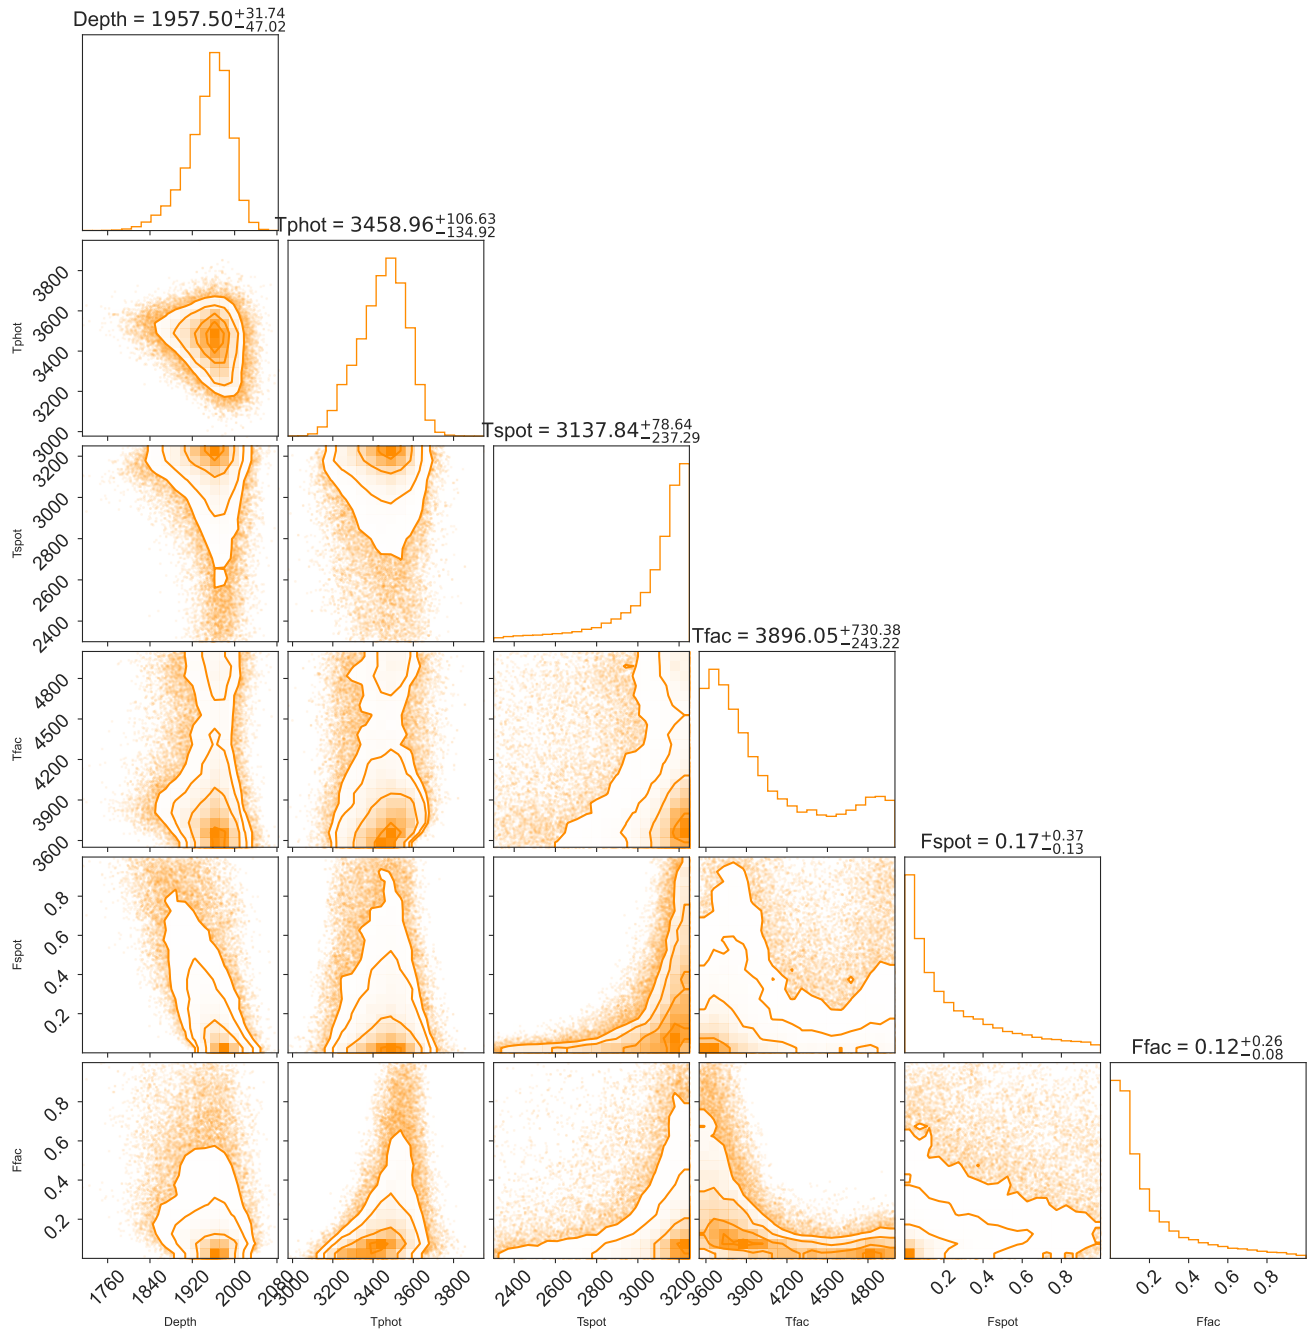 Depth = 1957.50 +31.74 −47.02
Tphot = 3458.96 +106.63 −134.92
3800
3600
3400
3200
3000
Tphot
Tspot = 3137.84 +78.64 −237.29
3200
3000
2800
2600
2400
Tspot
Tfac = 3896.05 +730.38 −243.22
4800
4500
4200
3900
3600
Tfac
Fspot = 0.17 +0.37 −0.13
0.8
0.6
0.4
0.2
Fspot
Ffac = 0.12 +0.26 −0.08
0.8
0.6
0.4
0.2
Ffac
1760 1840 1920 2000 2080 3000 3200 3400 3600 3800 2400 2600 2800 3000 3200 3600 3900 4200 4500 4800 0.2 0.4 0.6 0.8 0.2 0.4 0.6 0.8
Depth Tphot Tspot Tfac Fspot Ffac